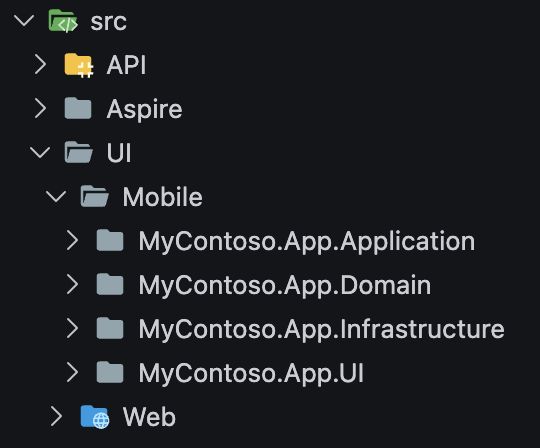 src
API
Aspire
UI
Mobile
MyContoso.App.Application
MyContoso.App.Domain
MyContoso.App.Infrastructure
MyContoso.App.UI
Web